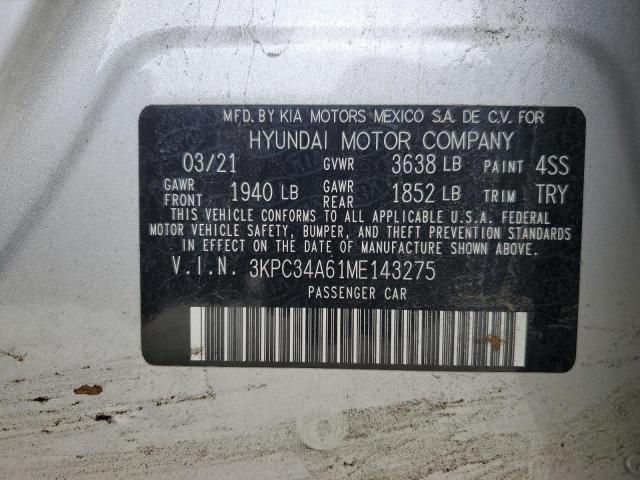 MFD. BY KIA MOTORS MEXICO S.A. DE C.V. FOR
HYUNDAI MOTOR COMPANY
03/21 GVWR 3638 LB PAINT 4SS
GAWR FRONT 1940 LB GAWR REAR 1852 LB TRIM TRY
THIS VEHICLE CONFORMS TO ALL APPLICABLE U.S.A. FEDERAL
MOTOR VEHICLE SAFETY, BUMPER, AND THEFT PREVENTION STANDARDS
IN EFFECT ON THE DATE OF MANUFACTURE SHOWN ABOVE.
V.I.N. 3KPC34A61ME143275
PASSENGER CAR